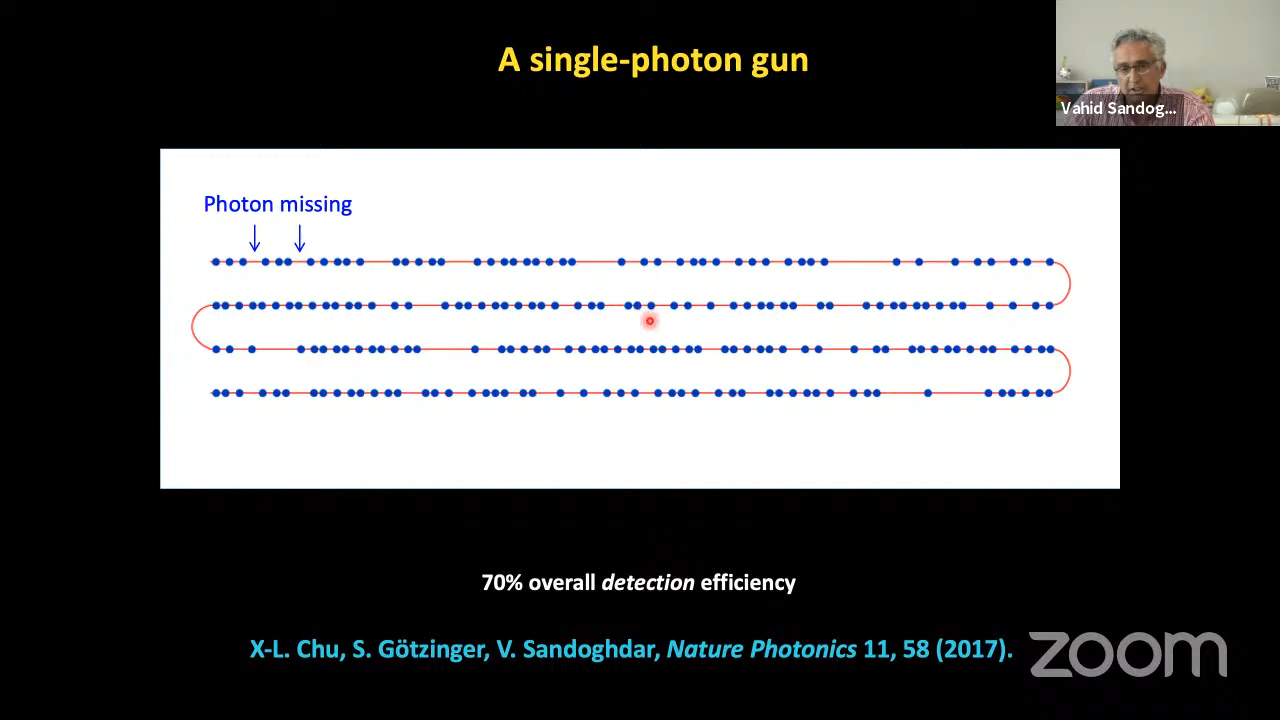 A single-photon gun
Vahid Sandog...
Photon missing
70% overall detection efficiency
X-L. Chu, S. Götzinger, V. Sandoghdar, Nature Photonics 11, 58 (2017).
zoom